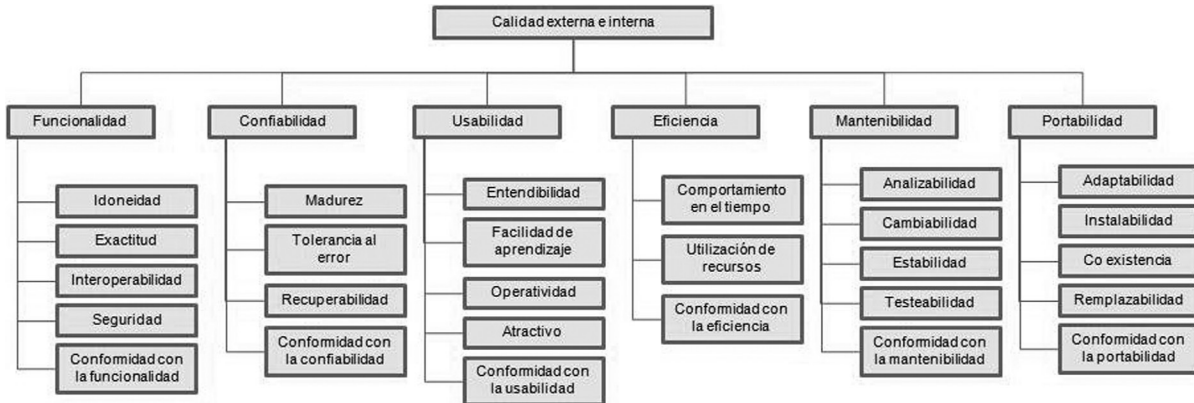 Calidad externa e interna
Funcionalidad
Confiabilidad
Usabilidad
Eficiencia
Mantenibilidad
Portabilidad
Idoneidad
Exactitud
Interoperabilidad
Seguridad
Conformidad con
la funcionalidad
Madurez
Tolerancia al
error
Recuperabilidad
Conformidad con
la confiabilidad
Entendibilidad
Facilidad de
aprendizaje
Operatividad
Atractivo
Conformidad con
la usabilidad
Comportamiento
en el tiempo
Utilización de
recursos
Conformidad con
la eficiencia
Analizabilidad
Cambiabilidad
Estabilidad
Testeabilidad
Conformidad con
la mantenibilidad
Adaptabilidad
Instalabilidad
Co existencia
Remplazabilidad
Conformidad con
la portabilidad